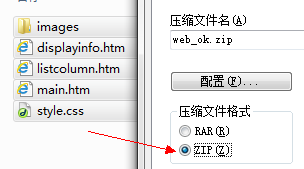 images
displayinfo.htm
listcolumn.htm
main.htm
style.css
压缩文件名(A)
web_ok.zip
配置(F)...
压缩文件格式
RAR(R)
ZIP(Z)